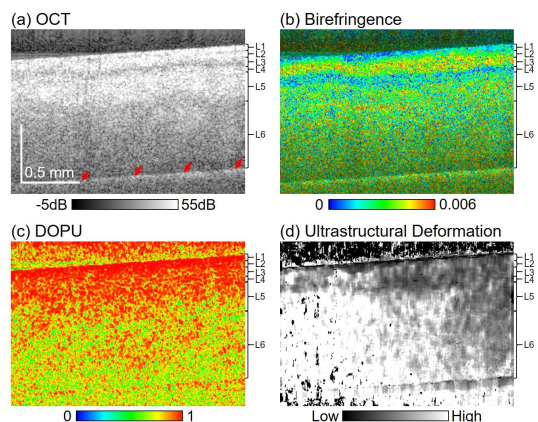 (a) OCT
(b) Birefringence
L1
L2
L3
L4
L5
L6
L1
L2
L3
L4
L5
L6
0.5 mm
-5dB
55dB
0
0.006
(c) DOPU
(d) Ultrastructural Deformation
L1
L2
L3
L4
L5
L6
L1
L2
L3
L4
L5
L6
0
1
Low
High